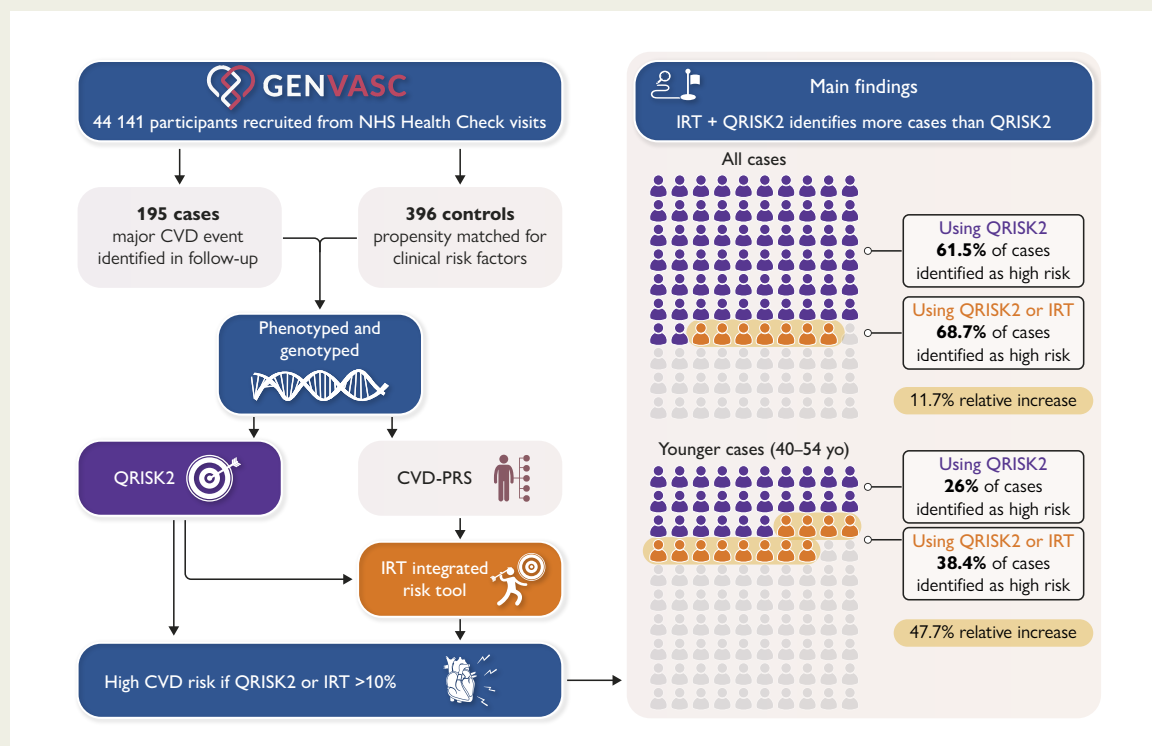 GENVASC
44 141 participants recruited from NHS Health Check visits
195 cases
major CVD event
identified in follow-up
396 controls
propensity matched for
clinical risk factors
Phenotyped and
genotyped
QRISK2
CVD-PRS
IRT integrated
risk tool
High CVD risk if QRISK2 or IRT >10%
Main findings
IRT + QRISK2 identifies more cases than QRISK2
All cases
Using QRISK2
61.5% of cases
identified as high risk
Using QRISK2 or IRT
68.7% of cases
identified as high risk
11.7% relative increase
Younger cases (40–54 yo)
Using QRISK2
26% of cases
identified as high risk
Using QRISK2 or IRT
38.4% of cases
identified as high risk
47.7% relative increase